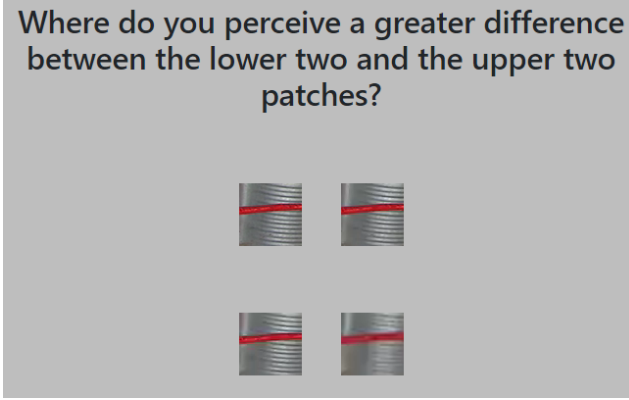 Where do you perceive a greater difference
between the lower two and the upper two
patches?